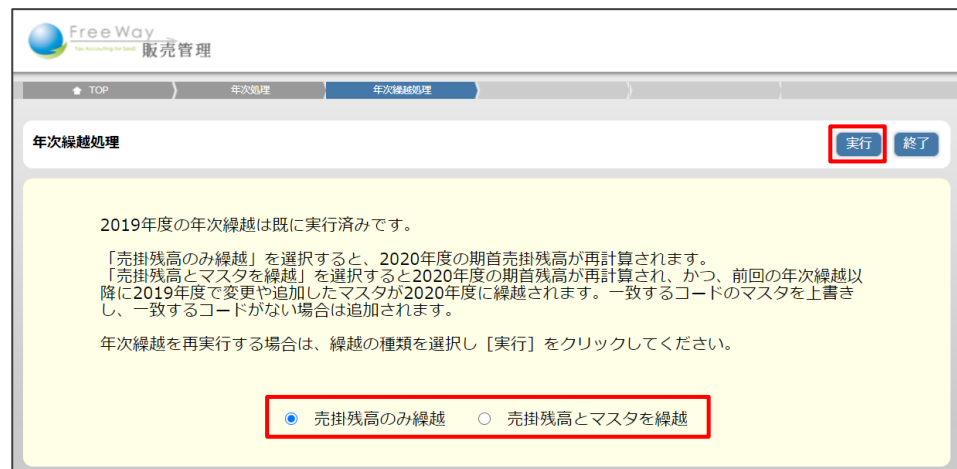 FreeWay
販売管理
TOP 年次処理 年次繰越処理
年次繰越処理 実行 終了
2019年度の年次繰越は既に実行済みです。
「売掛残高のみ繰越」を選択すると、2020年度の期首売掛残高が再計算されます。
「売掛残高とマスタを繰越」を選択すると2020年度の期首残高が再計算され、かつ、前回の年次繰越以
降に2019年度で変更や追加したマスタが2020年度に繰越されます。一致するコードのマスタを上書き
し、一致するコードがない場合は追加されます。
年次繰越を再実行する場合は、繰越の種類を選択し［実行］をクリックしてください。
売掛残高のみ繰越 売掛残高とマスタを繰越